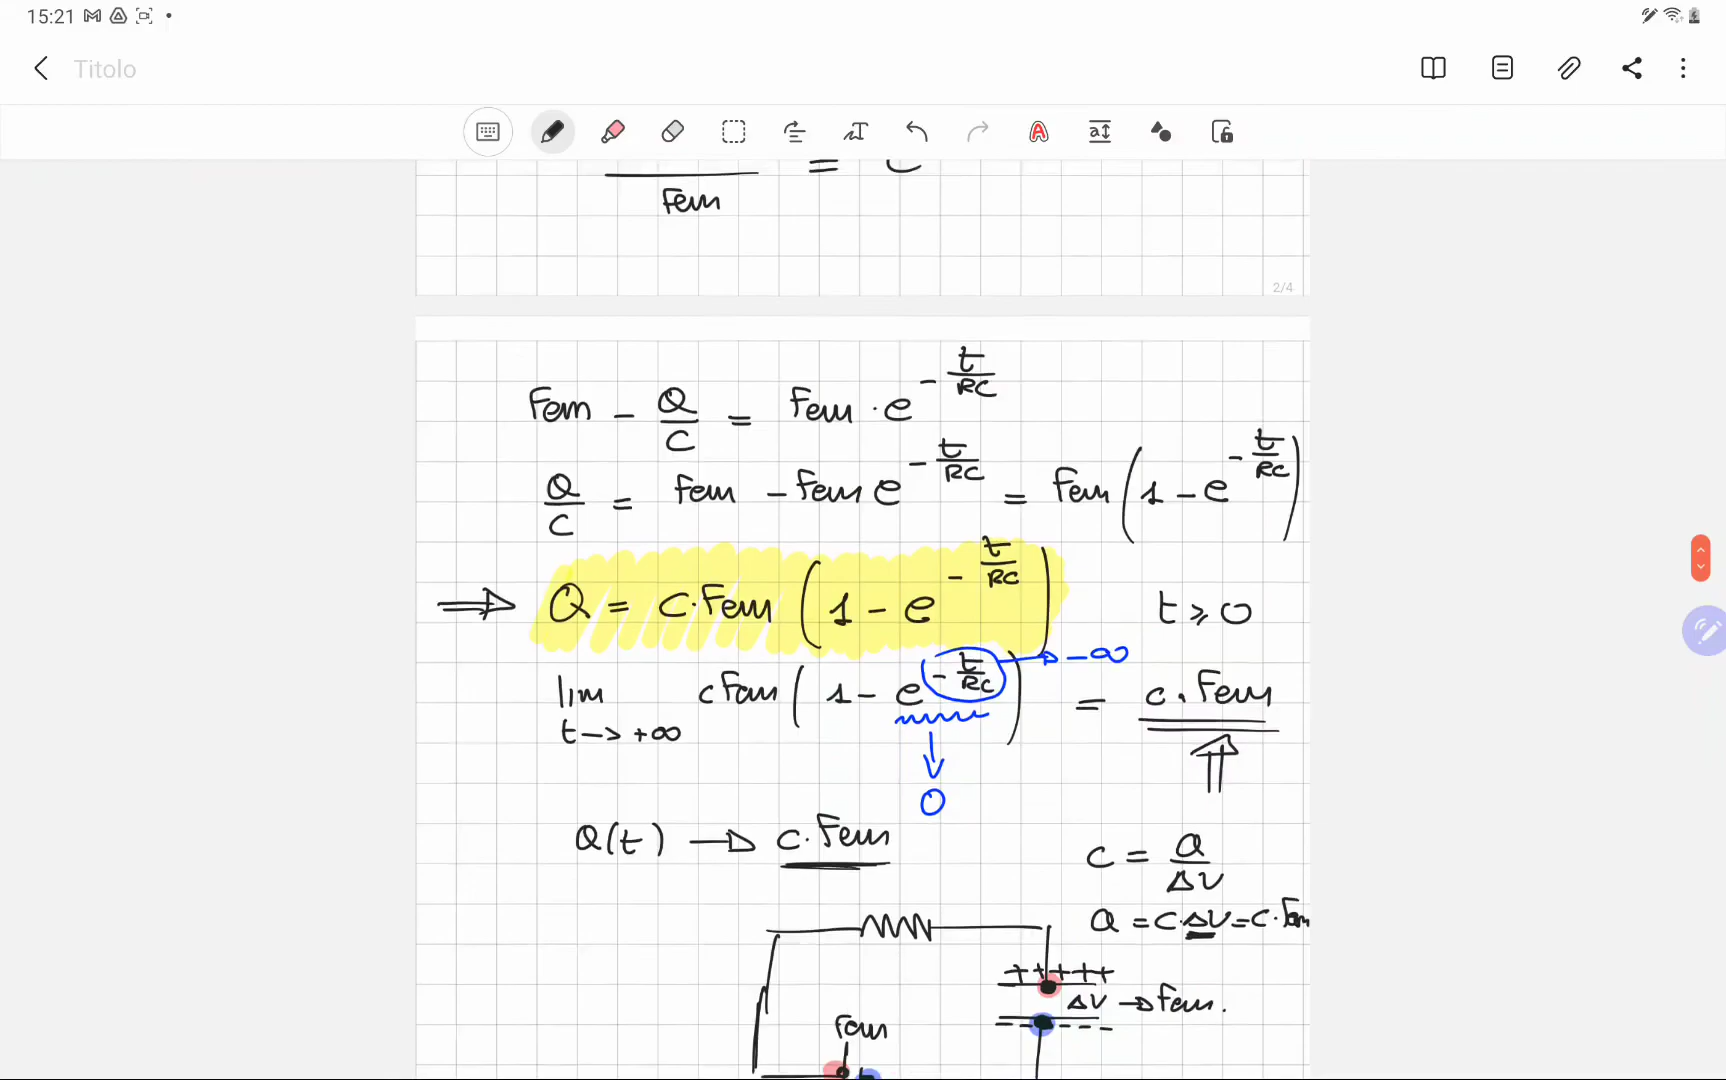 15:21
Titolo
Fem = C
2/4
Fem - Q/C = Fem · e^(-t/RC)
Q/C = Fem - Fem e^(-t/RC) = Fem (1 - e^(-t/RC))
⇒ Q = C·Fem (1 - e^(-t/RC)) t ⩾ 0
lim t→+∞ cFem (1 - e^(-t/RC)) = c.Fem
→ -∞
↓
0
⇑
Q(t) → C·Fem
C = Q/ΔV
Q = C·ΔV = C·Fem
+ + + + +
ΔV → Fem.
Fem